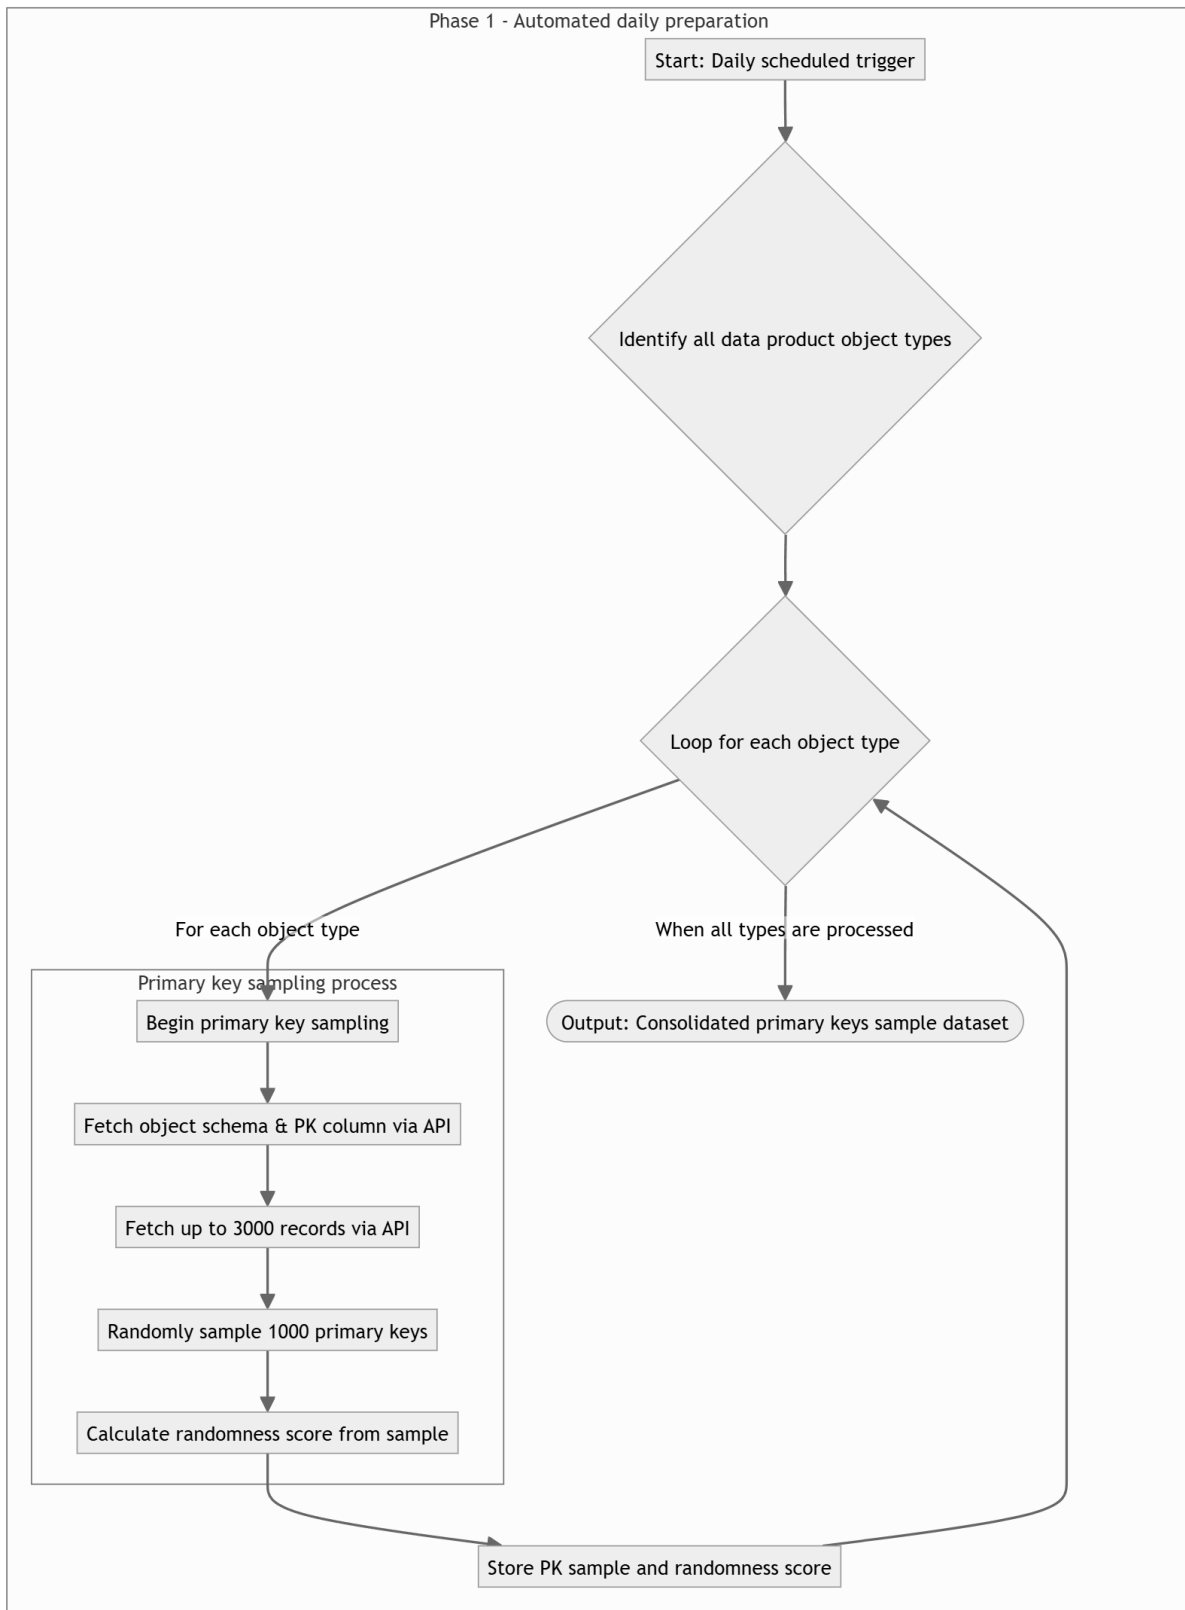 Phase 1 - Automated daily preparation
Start: Daily scheduled trigger
Identify all data product object types
Loop for each object type
For each object type
When all types are processed
Primary key sampling process
Begin primary key sampling
Output: Consolidated primary keys sample dataset
Fetch object schema & PK column via API
Fetch up to 3000 records via API
Randomly sample 1000 primary keys
Calculate randomness score from sample
Store PK sample and randomness score